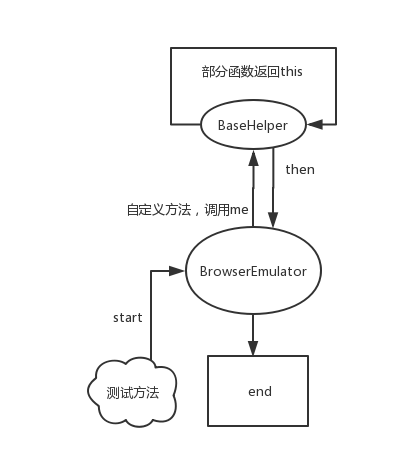 部分函数返回this
BaseHelper
then
自定义方法，调用me
BrowserEmulator
start
测试方法
end